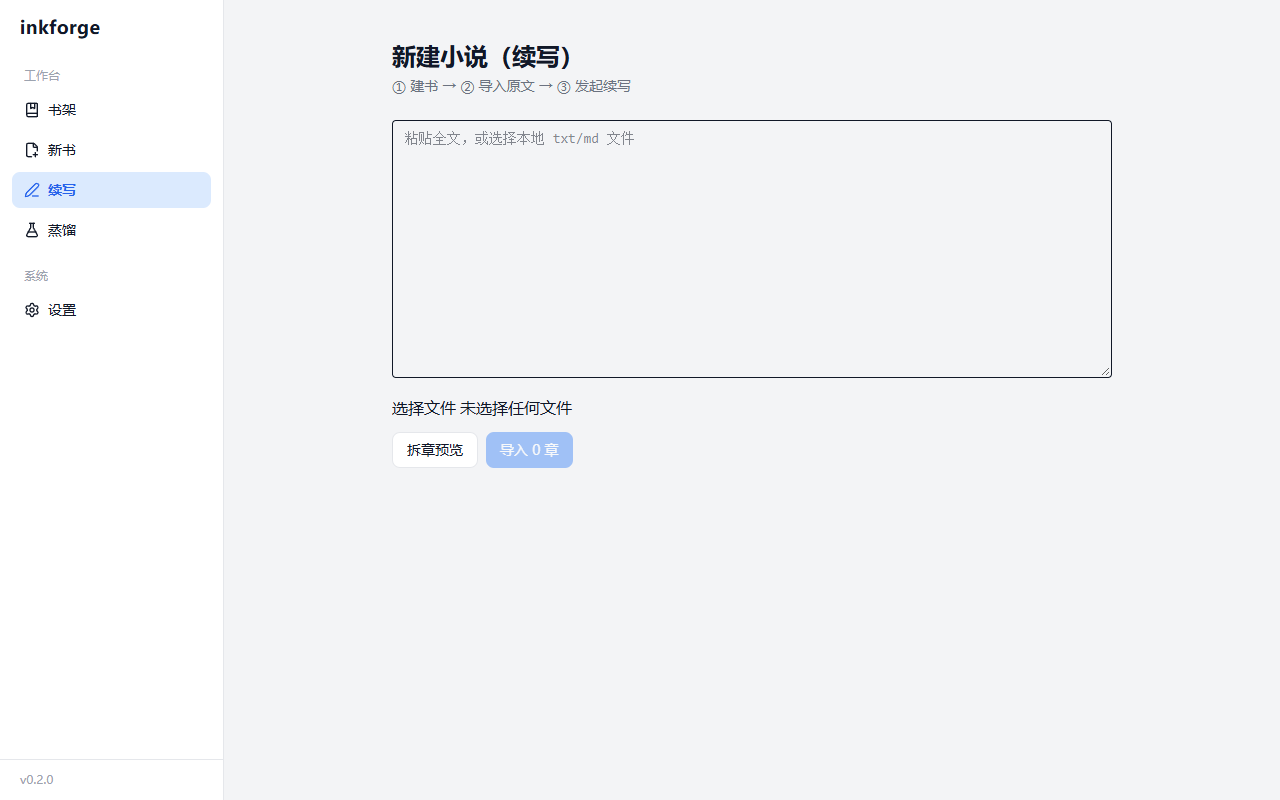 inkforge
工作台
书架
新书
续写
蒸馏
系统
设置
v0.2.0
新建小说（续写）
① 建书 → ② 导入原文 → ③ 发起续写
粘贴全文，或选择本地 txt/md 文件
选择文件 未选择任何文件
拆章预览 导入 0 章